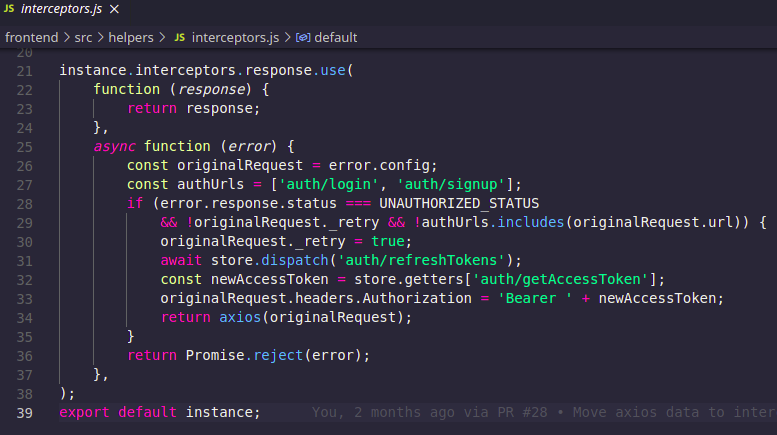 JS interceptors.js ×
frontend > src > helpers > JS interceptors.js > default
20
21 instance.interceptors.response.use(
22     function (response) {
23         return response;
24     },
25     async function (error) {
26         const originalRequest = error.config;
27         const authUrls = ['auth/login', 'auth/signup'];
28         if (error.response.status === UNAUTHORIZED_STATUS
29             && !originalRequest._retry && !authUrls.includes(originalRequest.url)) {
30             originalRequest._retry = true;
31             await store.dispatch('auth/refreshTokens');
32             const newAccessToken = store.getters['auth/getAccessToken'];
33             originalRequest.headers.Authorization = 'Bearer ' + newAccessToken;
34             return axios(originalRequest);
35         }
36         return Promise.reject(error);
37     },
38 );
39 export default instance;     You, 2 months ago via PR #28 • Move axios data to inter